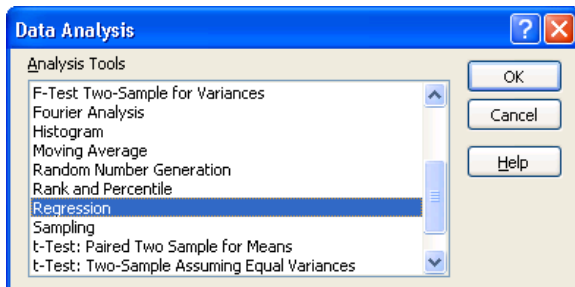 Data Analysis
Analysis Tools
F-Test Two-Sample for Variances
Fourier Analysis
Histogram
Moving Average
Random Number Generation
Rank and Percentile
Regression
Sampling
t-Test: Paired Two Sample for Means
t-Test: Two-Sample Assuming Equal Variances
OK
Cancel
Help